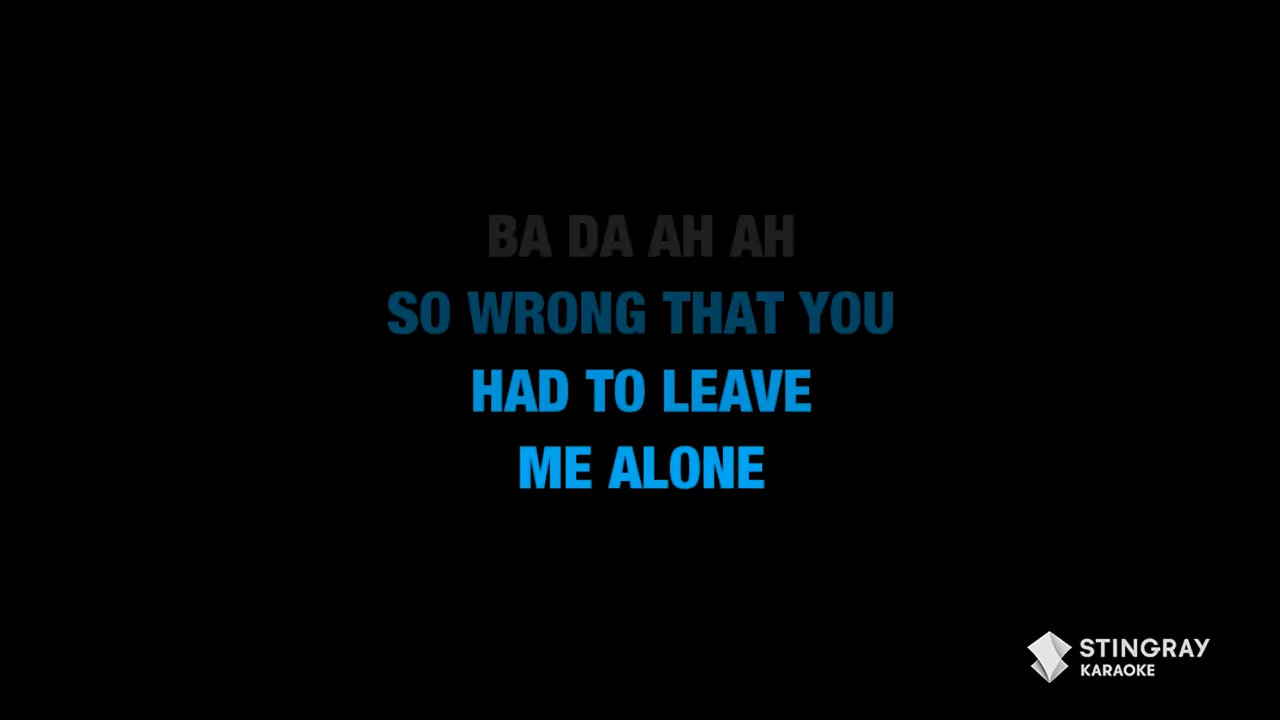 BA DA AH AH
SO WRONG THAT YOU
HAD TO LEAVE
ME ALONE
STINGRAY
KARAOKE